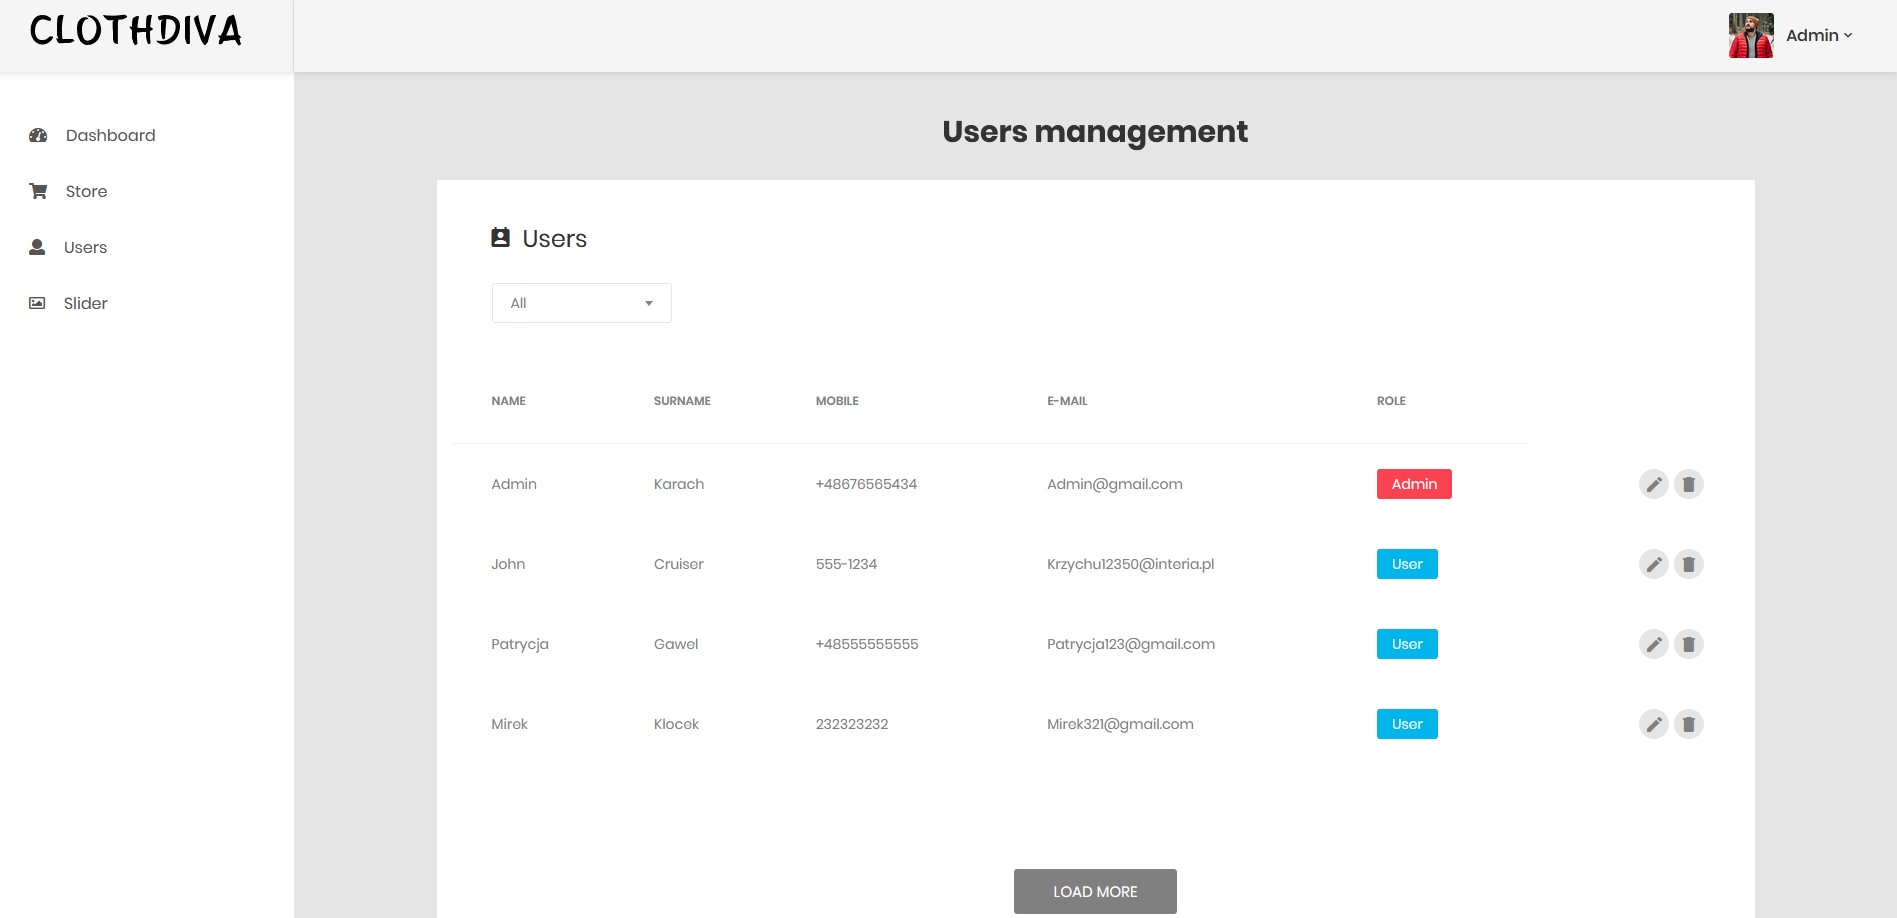 CLOTHDIVA
Admin
Dashboard
Store
Users
Slider
Users management
Users
All
NAME SURNAME MOBILE E-MAIL ROLE
Admin Karach +48676565434 Admin@gmail.com Admin
John Cruiser 555-1234 Krzychu12350@interia.pl User
Patrycja Gawel +48555555555 Patrycja123@gmail.com User
Mirek Klocek 232323232 Mirek321@gmail.com User
LOAD MORE